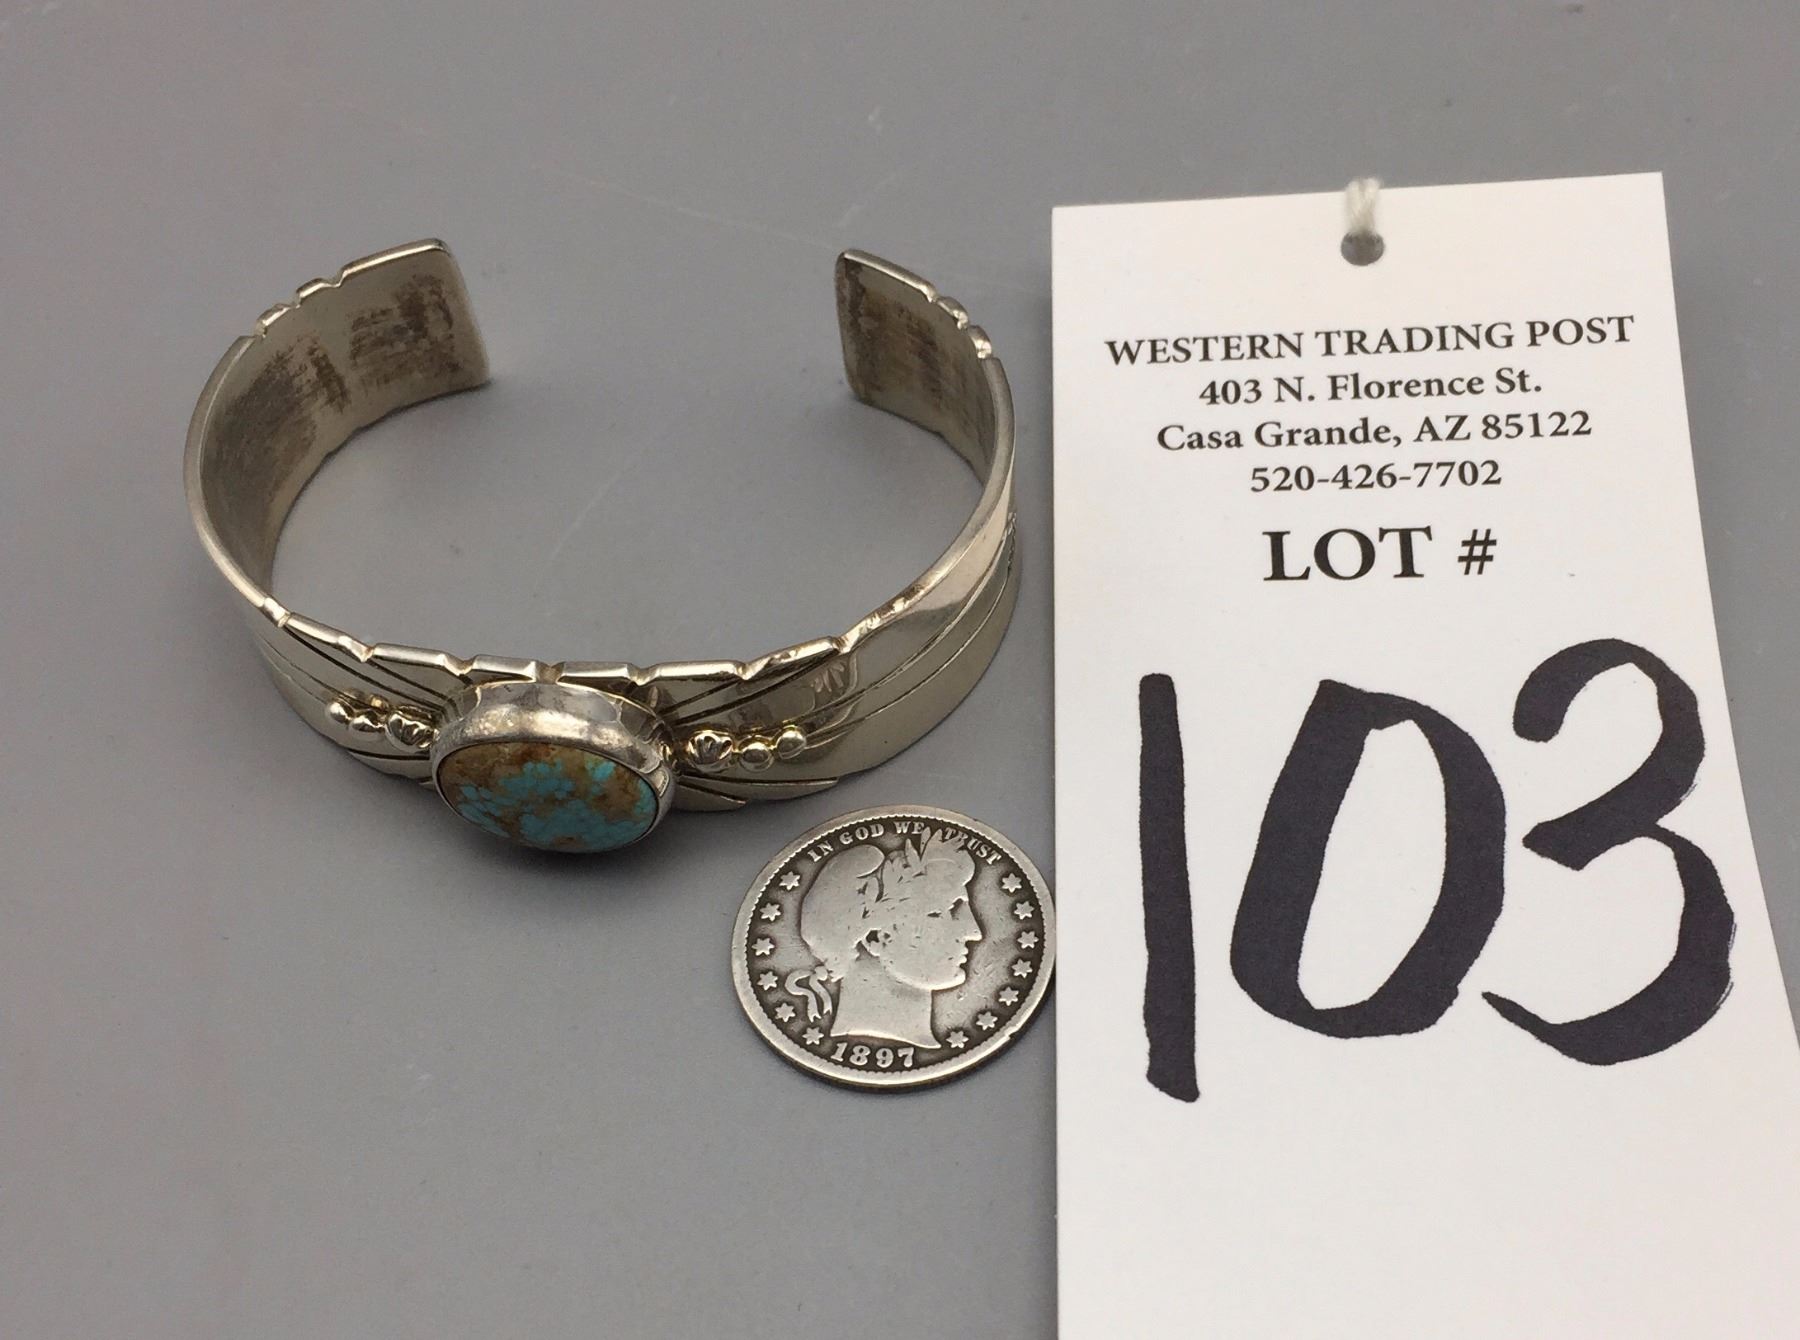 WESTERN TRADING POST
403 N. Florence St.
Casa Grande, AZ 85122
520-426-7702
LOT #
103
IN GOD WE TRUST
1897